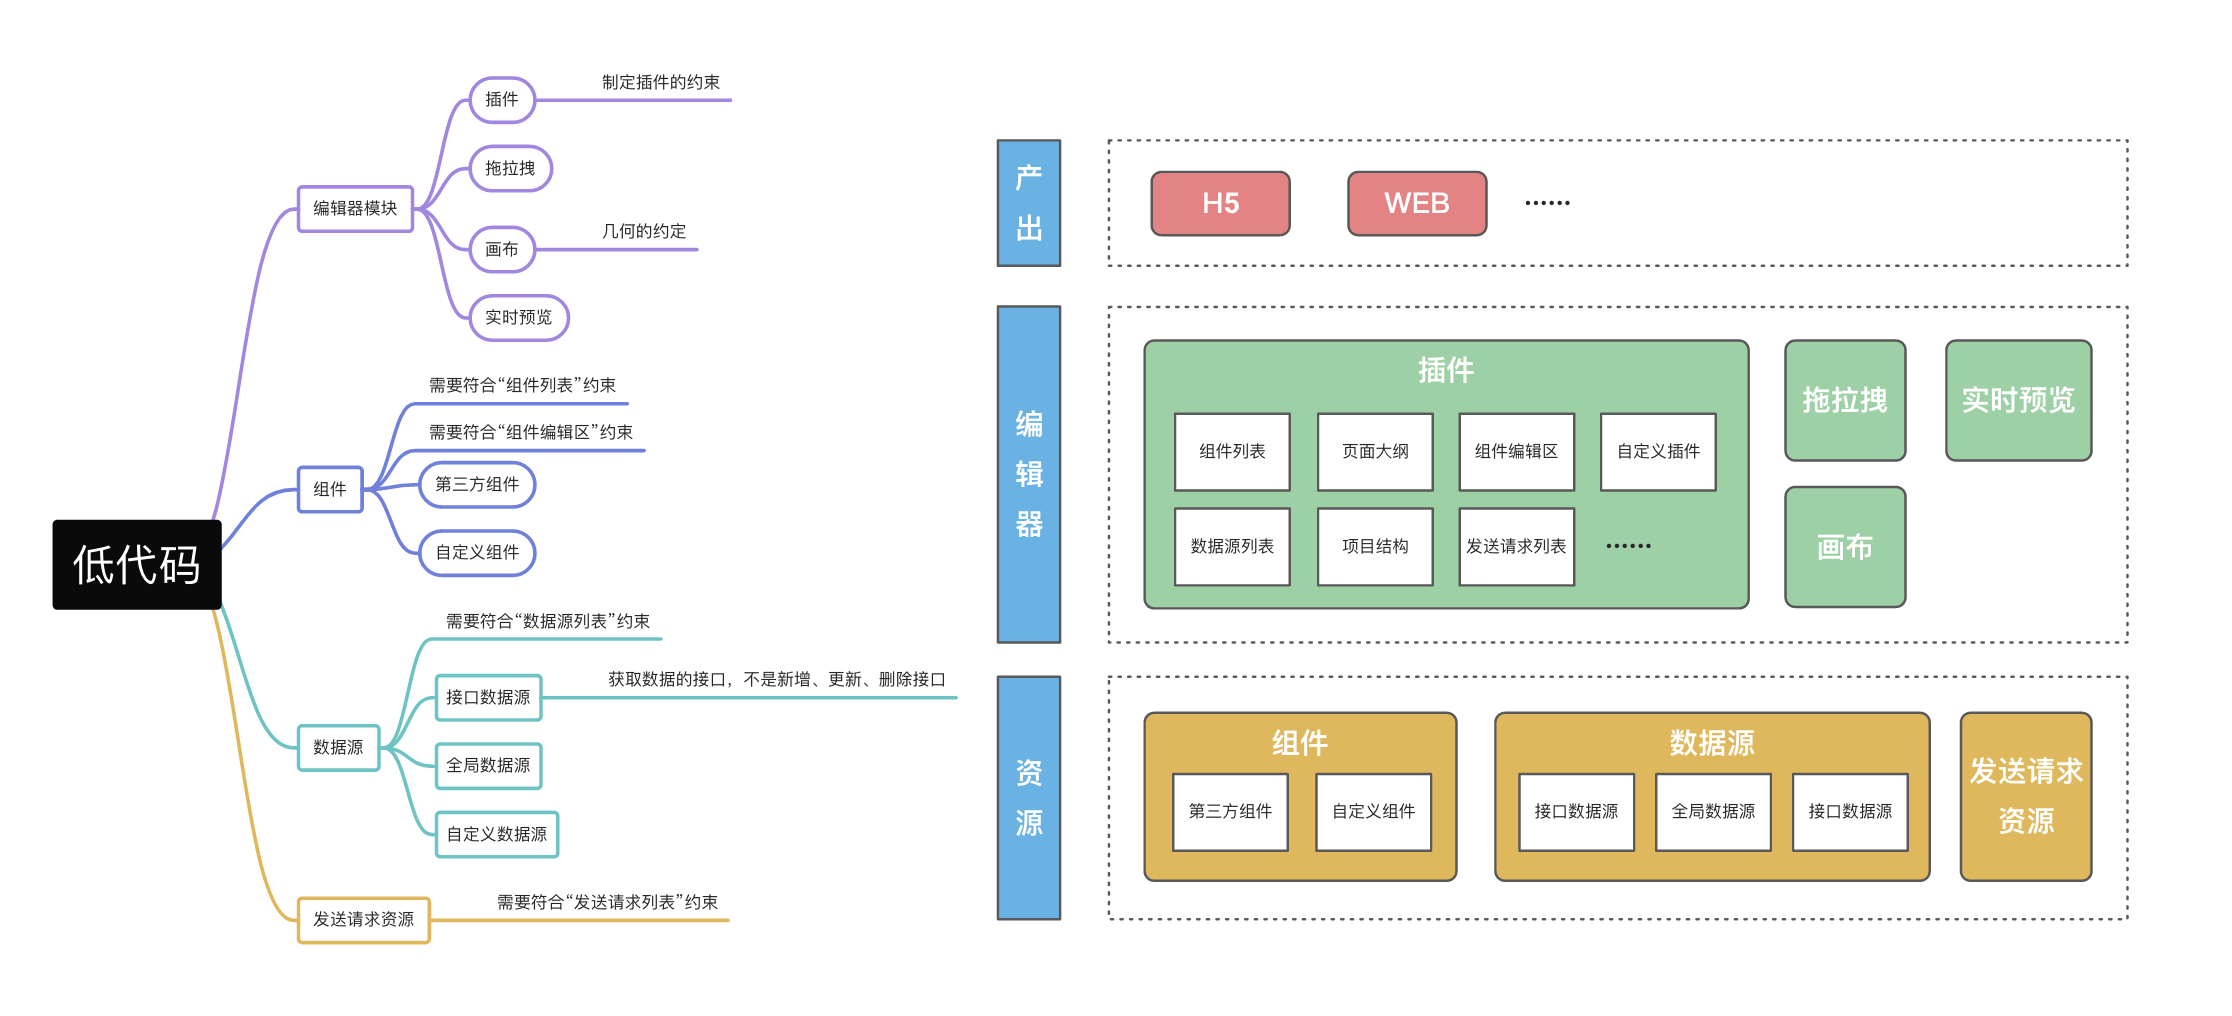 低代码
编辑器模块
插件
制定插件的约束
拖拉拽
画布
几何的约定
实时预览
组件
需要符合“组件列表”约束
需要符合“组件编辑区”约束
第三方组件
自定义组件
数据源
需要符合“数据源列表”约束
接口数据源
获取数据的接口，不是新增、更新、删除接口
全局数据源
自定义数据源
发送请求资源
需要符合“发送请求列表”约束
产
出
H5
WEB
······
编
辑
器
插件
组件列表
页面大纲
组件编辑区
自定义插件
数据源列表
项目结构
发送请求列表
······
拖拉拽
实时预览
画布
资
源
组件
第三方组件
自定义组件
数据源
接口数据源
全局数据源
接口数据源
发送请求
资源